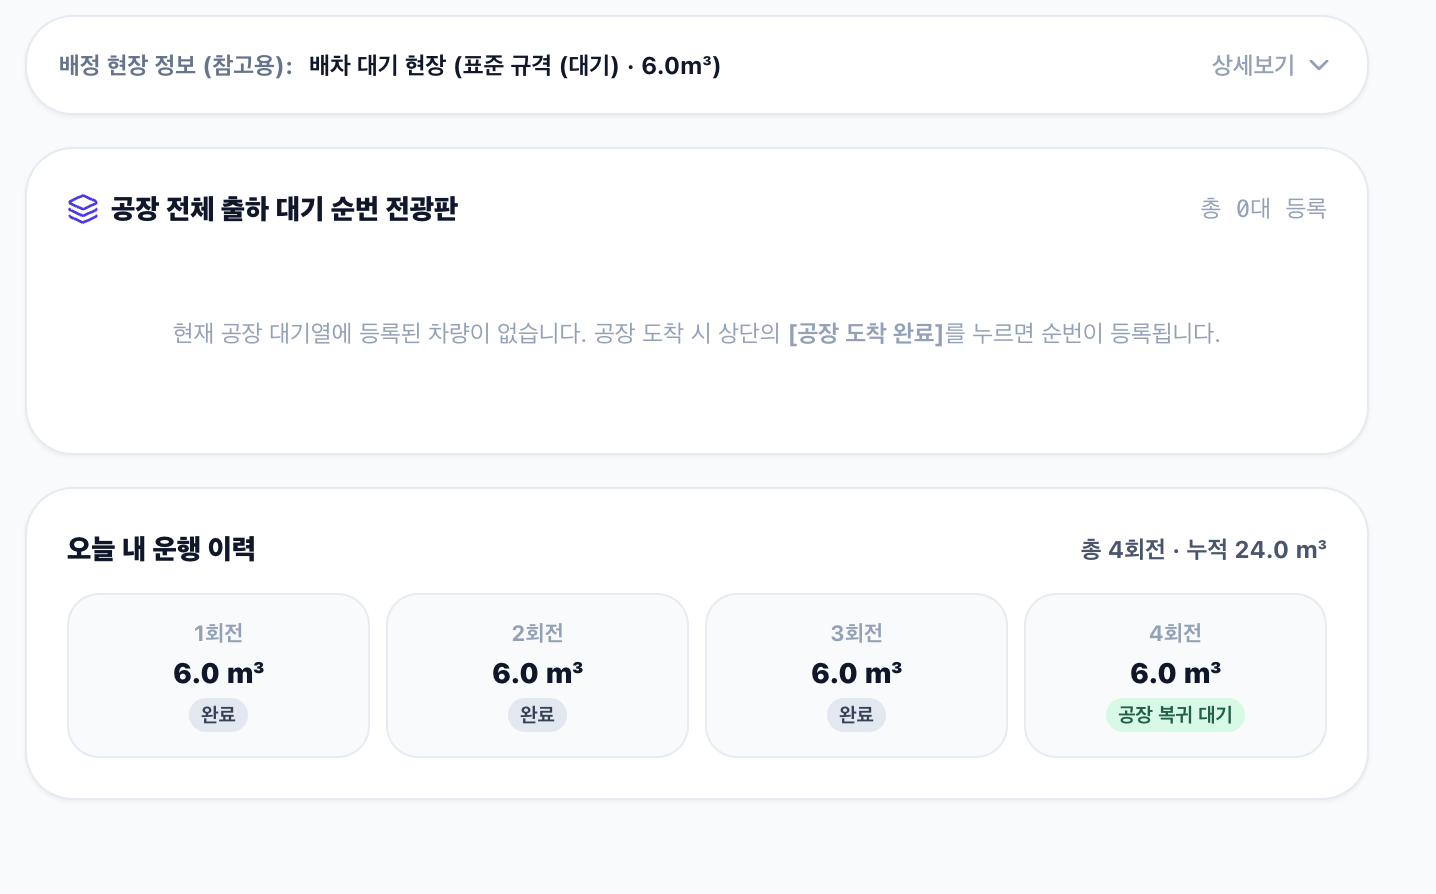 배정 현장 정보 (참고용): 배차 대기 현장 (표준 규격 (대기) · 6.0m³) 상세보기
공장 전체 출하 대기 순번 전광판 총 0대 등록
현재 공장 대기열에 등록된 차량이 없습니다. 공장 도착 시 상단의 [공장 도착 완료]를 누르면 순번이 등록됩니다.
오늘 내 운행 이력 총 4회전 · 누적 24.0 m³
1회전 2회전 3회전 4회전
6.0 m³ 6.0 m³ 6.0 m³ 6.0 m³
완료 완료 완료 공장 복귀 대기